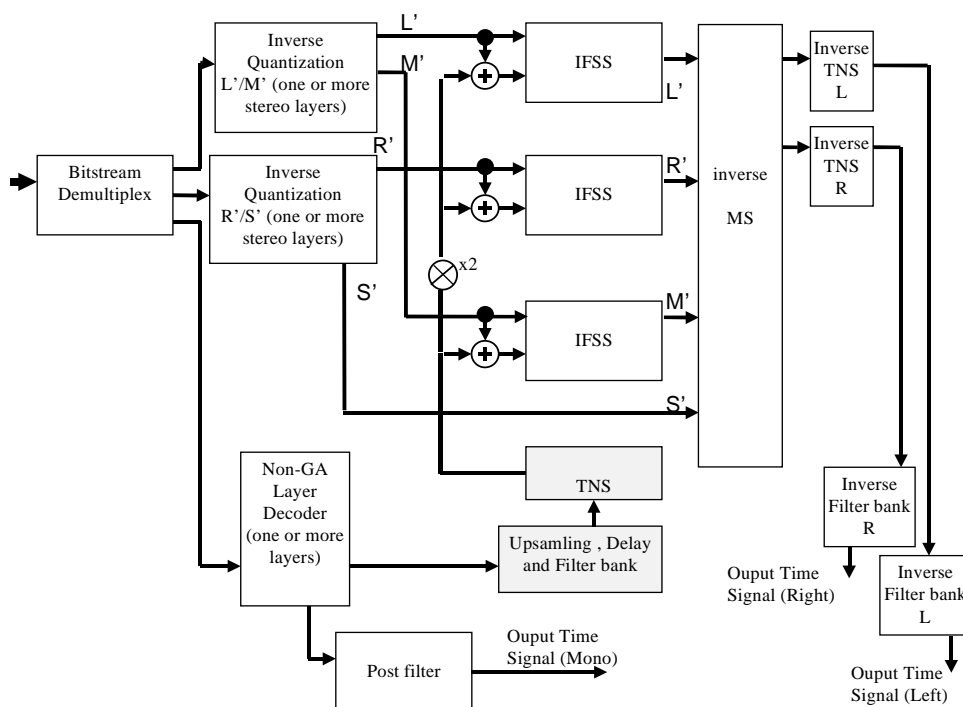 L'
Inverse
Quantization
L'/M' (one or more
stereo layers)
M'
IFSS
L'
Inverse
TNS
L
Bitstream
Demultiplex
R'
Inverse
Quantization
R'/S' (one or more
stereo layers)
IFSS
R'
inverse
MS
Inverse
TNS
R
x2
S'
M'
IFSS
S'
Non-GA
Layer
Decoder
(one or more
layers)
TNS
Upsamling , Delay
and Filter bank
Inverse
Filter bank
R
Ouput Time
Signal (Right)
Inverse
Filter bank
L
Post filter
Ouput Time
Signal (Mono)
Ouput Time
Signal (Left)